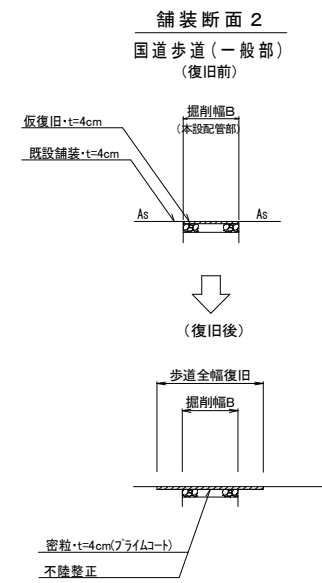 舗装断面２
国道歩道(一般部)
(復旧前)
掘削幅B
(本設配管部)
仮復旧・t=4cm
既設舗装・t=4cm
As
As
(復旧後)
歩道全幅復旧
掘削幅B
密粒・t=4cm(プライムコート)
不陸整正